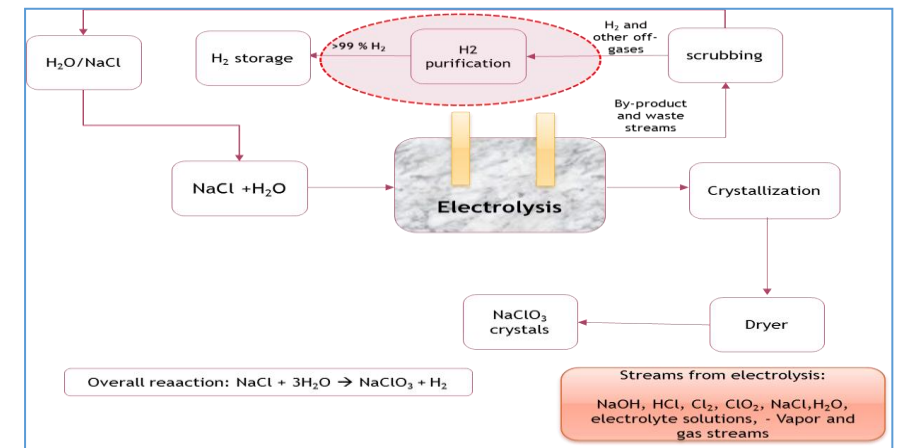 H₂O/NaCl
H₂ storage
>99 % H₂
H2
purification
H₂ and
other off-
gases
scrubbing
By-product
and waste
streams
NaCl +H₂O
Electrolysis
Crystallization
NaClO₃
crystals
Dryer
Overall reaaction: NaCl + 3H₂O → NaClO₃ + H₂
Streams from electrolysis:
NaOH, HCl, Cl₂, ClO₂, NaCl,H₂O,
electrolyte solutions, - Vapor and
gas streams